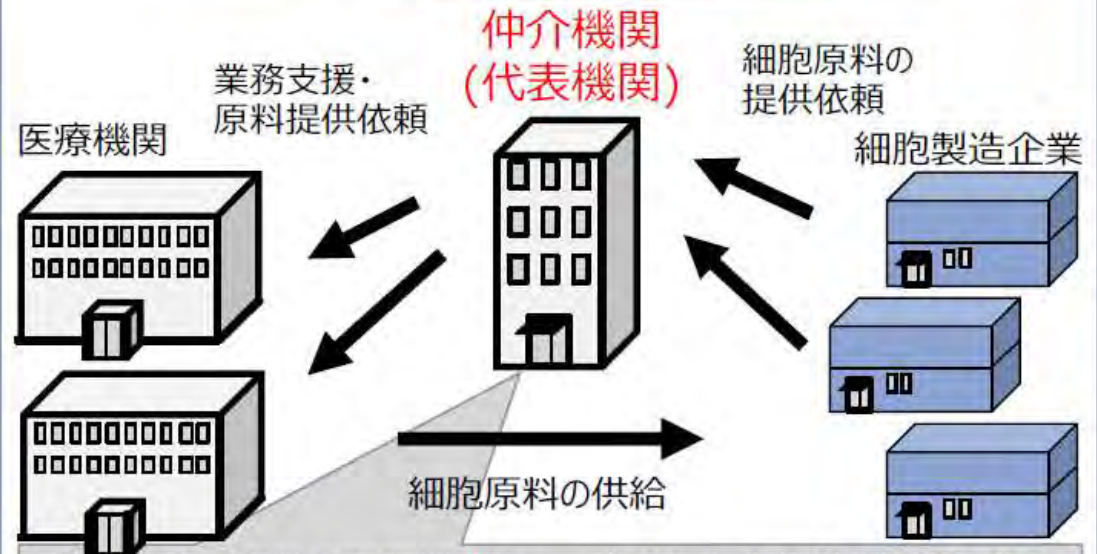 仲介機関
(代表機関)
業務支援・
原料提供依頼
細胞原料の
提供依頼
医療機関
細胞製造企業
細胞原料の供給